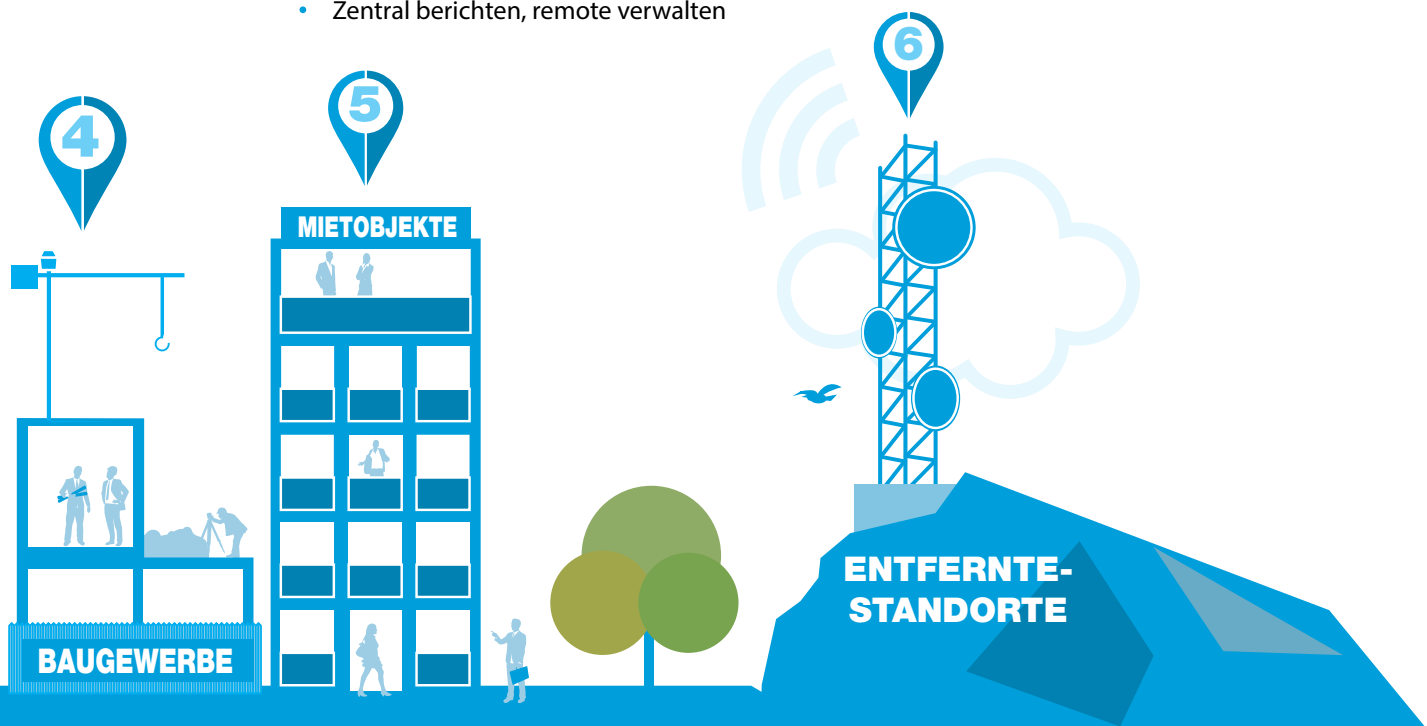 • Zentral berichten, remote verwalten
6
5
4
MIETOBJEKTE
ENTFERNTE-
STANDORTE
BAUGEWERBE